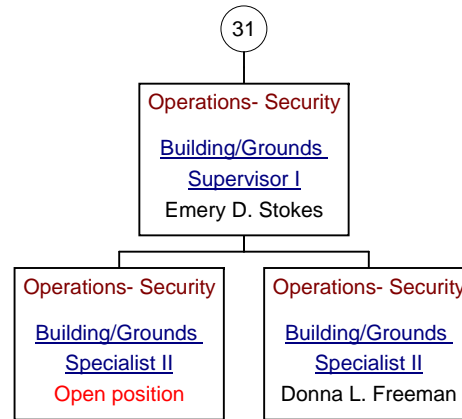 31
Operations- Security
Building/Grounds
Supervisor I
Emery D. Stokes
Operations- Security
Building/Grounds
Specialist II
Open position
Operations- Security
Building/Grounds
Specialist II
Donna L. Freeman